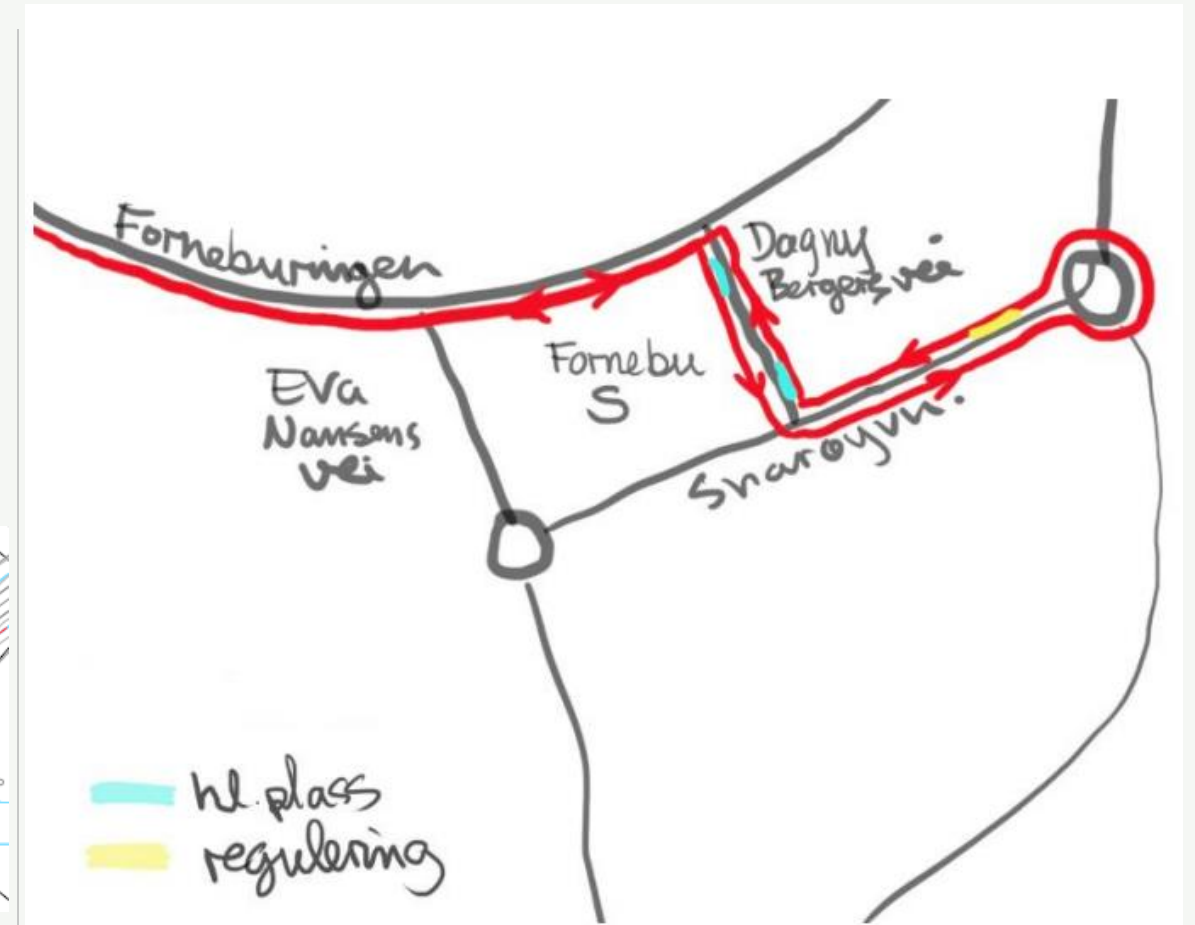 Forneburingen
Dagny
Bergers vei
Fornebu
S
Eva
Nansens
vei
Snarøyvn.
hl. plass
regulering